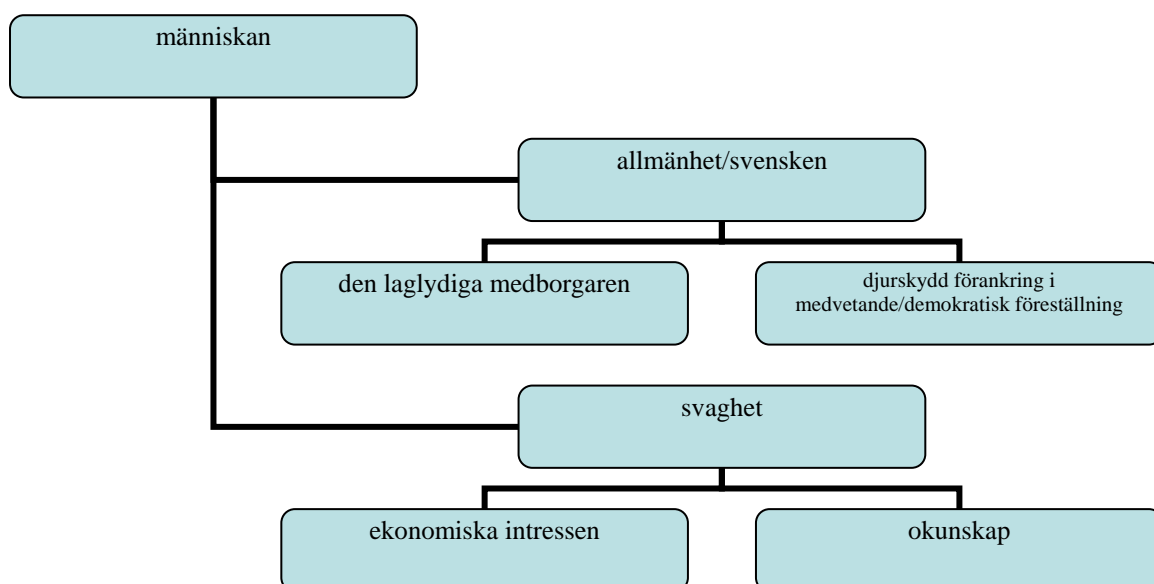 människan
allmänhet/svensken
den laglydiga medborgaren
djurskydd förankring i
medvetande/demokratisk föreställning
svaghet
ekonomiska intressen
okunskap